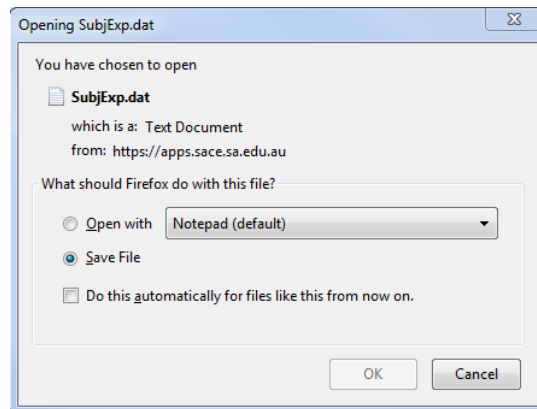 Opening SubjExp.dat
You have chosen to open
SubjExp.dat
which is a: Text Document
from: https://apps.sace.sa.edu.au
What should Firefox do with this file?
Open with Notepad (default)
Save File
Do this automatically for files like this from now on.
OK Cancel